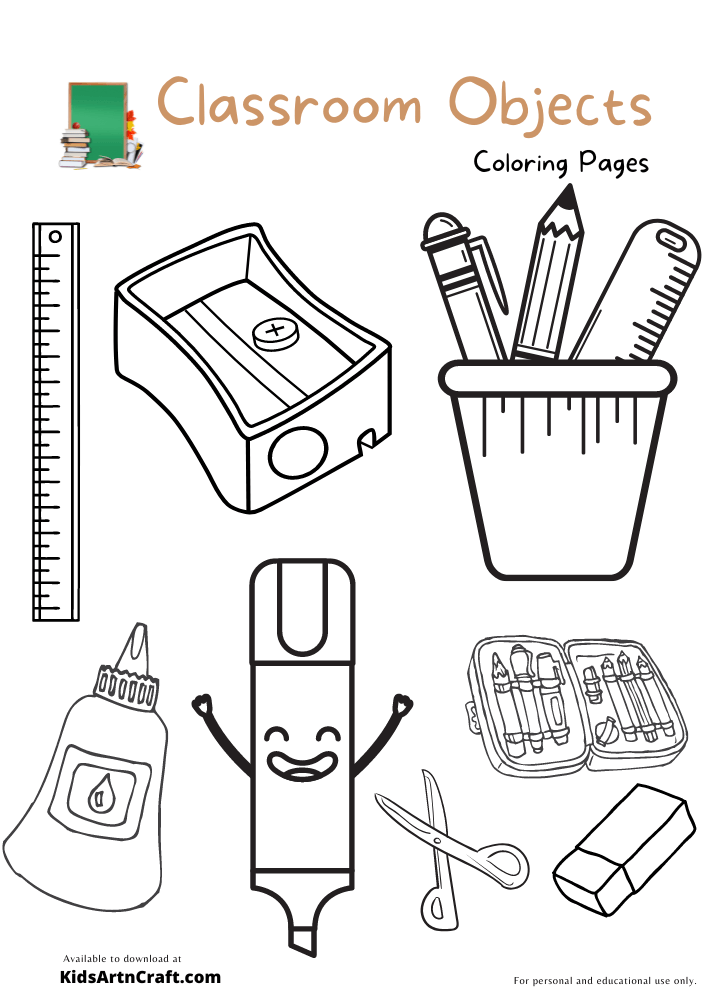 Classroom Objects
Coloring Pages
Available to download at
KidsArtnCraft.com
For personal and educational use only.